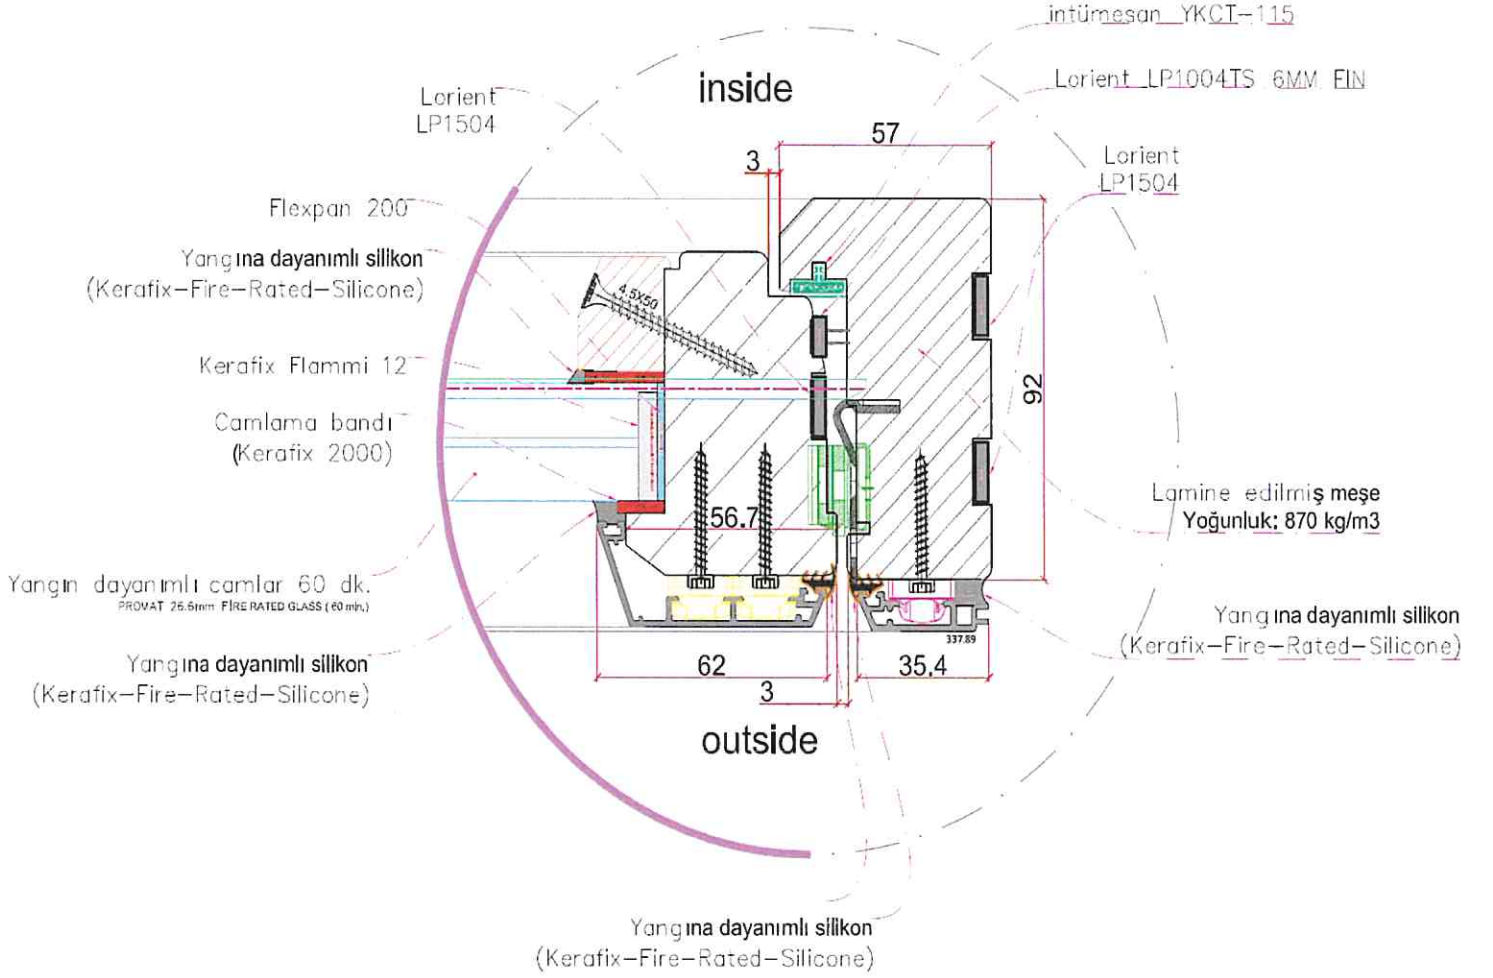 intümesan YKCT-115
inside
Lorient LP1004TS 6MM FIN
Lorient
LP1504
57
3
Lorient
LP1504
Flexpan 200
Yangına dayanımlı silikon
(Kerafix-Fire-Rated-Silicone)
4.5X50
Kerafix Flammi 12
92
Camlama bandı
(Kerafix 2000)
Lamine edilmiş meşe
Yoğunluk: 870 kg/m3
56.7
Yangın dayanımlı camlar 60 dk.
PROVAT 26.6mm FİRE RATED GLASS (60 min.)
Yangına dayanımlı silikon
(Kerafix-Fire-Rated-Silicone)
337.89
Yangına dayanımlı silikon
(Kerafix-Fire-Rated-Silicone)
62
35.4
3
outside
Yangına dayanımlı silikon
(Kerafix-Fire-Rated-Silicone)